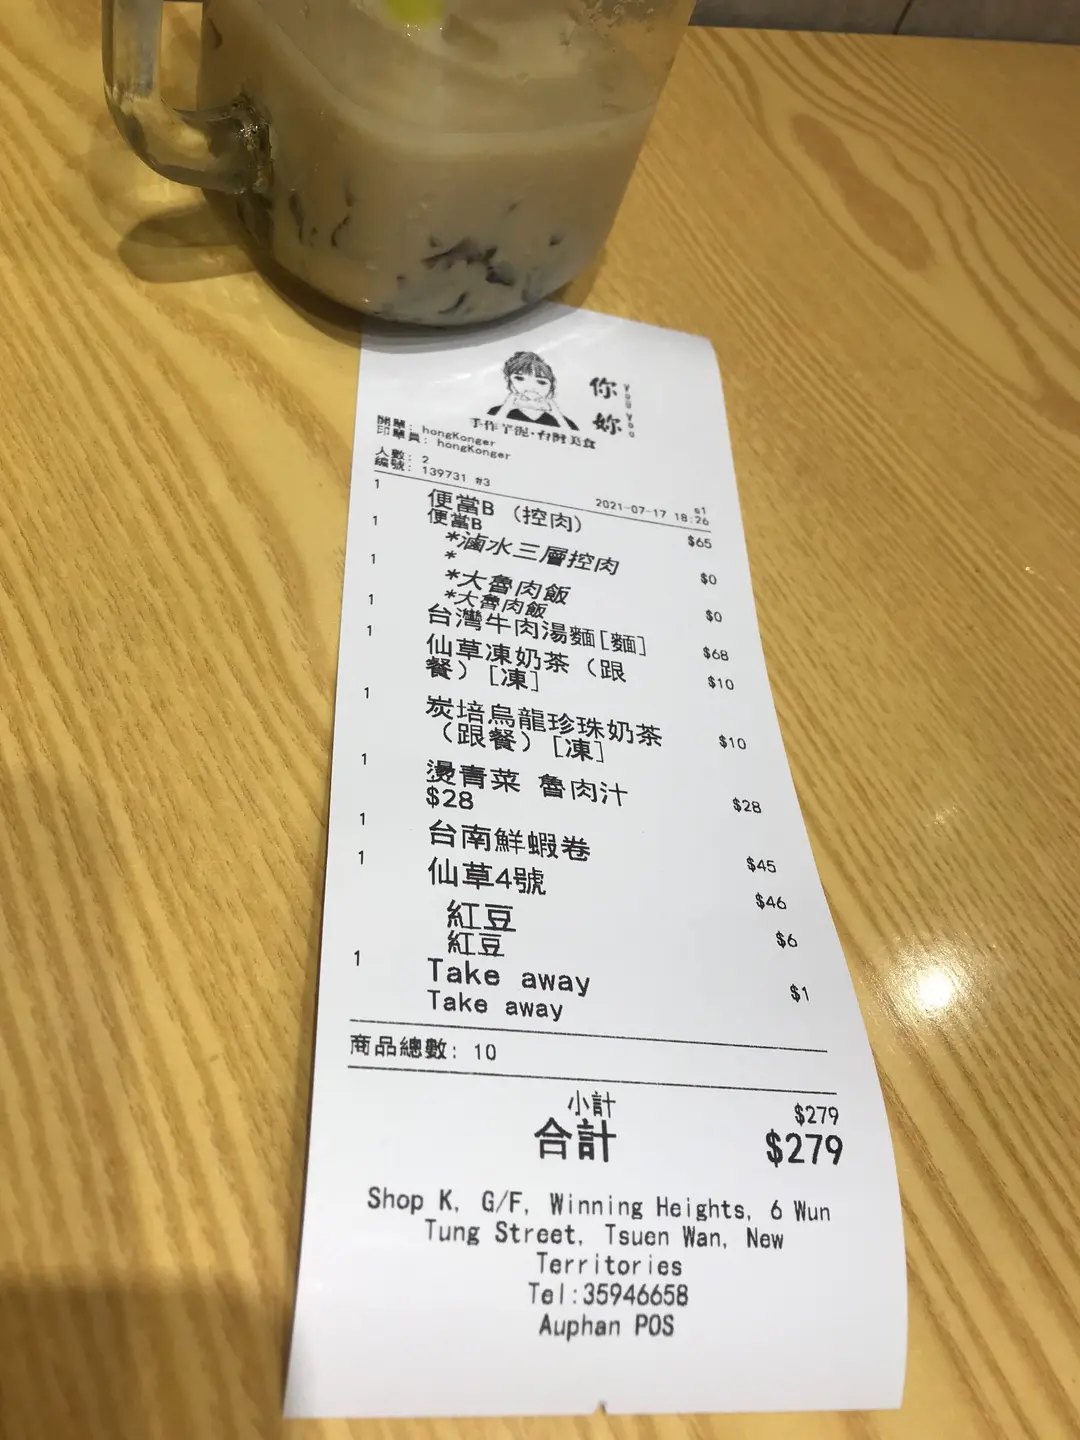 你妳
You You
手作芋泥·台灣美食
開單: hongKonger
印單員: hongKonger
人數: 2
編號: 139731 #3
s1
2021-07-17 18:26
1 便當B (控肉) $65
便當B
1 *滷水三層控肉 $0
*
1 *大魯肉飯 $0
*大魯肉飯
1 台灣牛肉湯麵[麵] $68
1 仙草凍奶茶 (跟 $10
餐) [凍]
1 炭培烏龍珍珠奶茶 $10
(跟餐) [凍]
1 燙青菜 魯肉汁 $28
$28
1 台南鮮蝦卷 $45
1 仙草4號 $46
紅豆 $6
紅豆
1 Take away $1
Take away
商品總數: 10
小計 $279
合計 $279
Shop K, G/F, Winning Heights, 6 Wun
Tung Street, Tsuen Wan, New
Territories
Tel:35946658
Auphan POS